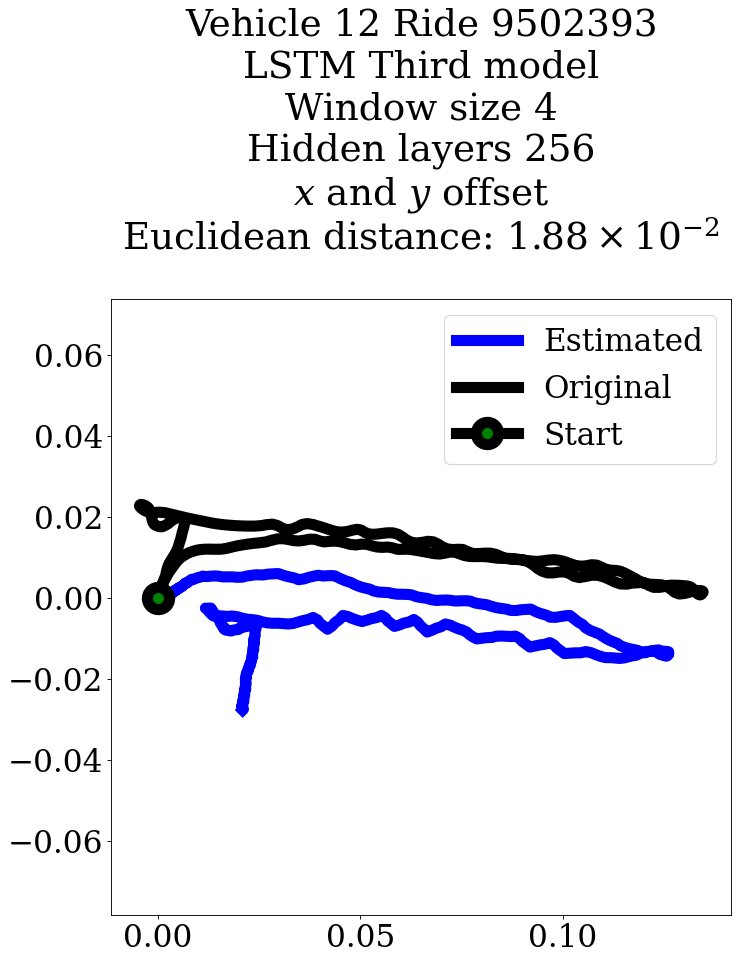 Vehicle 12 Ride 9502393
LSTM Third model
Window size 4
Hidden layers 256
x and y offset
Euclidean distance: 1.88 × 10⁻²
Estimated
Original
Start
0.06
0.04
0.02
0.00
−0.02
−0.04
−0.06
0.00 0.05 0.10